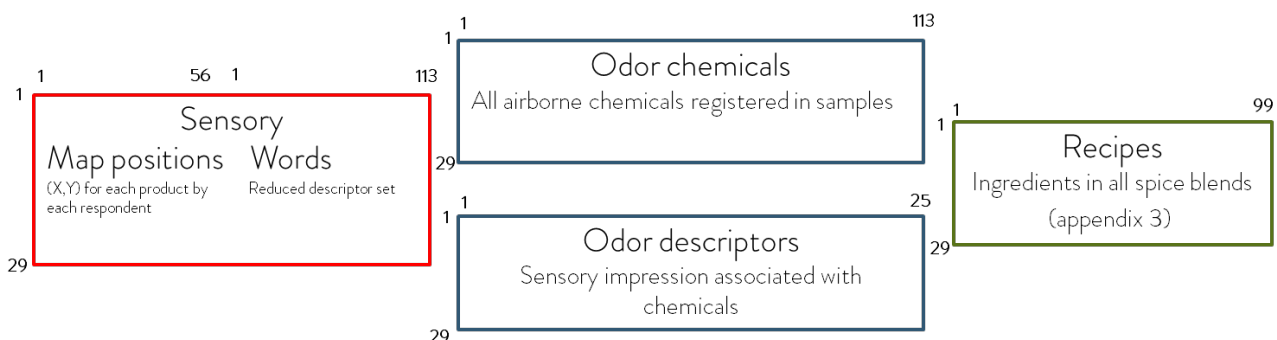 1 56 1 113
1
Sensory
Map positions Words
(X,Y) for each product by
each respondent
Reduced descriptor set
29
1 113
1
Odor chemicals
All airborne chemicals registered in samples
29
1 25
1
Odor descriptors
Sensory impression associated with
chemicals
29
1 99
1
Recipes
Ingredients in all spice blends
(appendix 3)
29